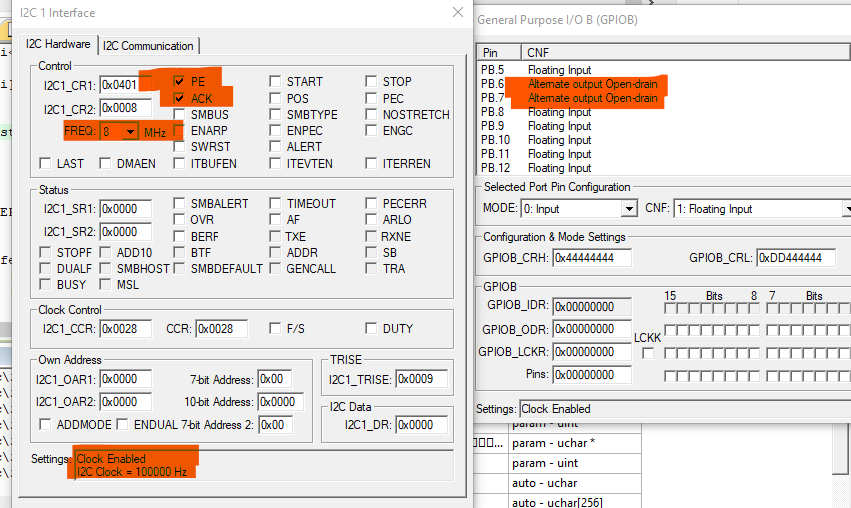 I2C 1 Interface
I2C Hardware I2C Communication
Control
I2C1_CR1: 0x0401 PE START STOP
ACK POS PEC
I2C1_CR2: 0x0008 SMBUS SMBTYPE NOSTRETCH
FREQ: 8 MHz ENARP ENPEC ENGC
SWRST ALERT
LAST DMAEN ITBUFEN ITEVTEN ITERREN
Status
I2C1_SR1: 0x0000 SMBALERT TIMEOUT PECERR
OVR AF ARLO
I2C1_SR2: 0x0000 BERF TXE RXNE
STOPF ADD10 BTF ADDR SB
DUALF SMBHOST SMBDEFAULT GENCALL TRA
BUSY MSL
Clock Control
I2C1_CCR: 0x0028 CCR: 0x0028 F/S DUTY
Own Address
I2C1_OAR1: 0x0000 7-bit Address: 0x00
I2C1_OAR2: 0x0000 10-bit Address: 0x0000
ADDMODE ENDUAL 7-bit Address 2: 0x00
TRISE
I2C1_TRISE: 0x0009
I2C Data
I2C1_DR: 0x0000
Settings: Clock Enabled
I2C Clock = 100000 Hz
General Purpose I/O B (GPIOB)
Pin CNF
PB.5 Floating Input
PB.6 Alternate output Open-drain
PB.7 Alternate output Open-drain
PB.8 Floating Input
PB.9 Floating Input
PB.10 Floating Input
PB.11 Floating Input
PB.12 Floating Input
Selected Port Pin Configuration
MODE: 0: Input CNF: 1: Floating Input
Configuration & Mode Settings
GPIOB_CRH: 0x44444444 GPIOB_CRL: 0xDD444444
GPIOB
15 Bits 8 7 Bits
GPIOB_IDR: 0x00000000
GPIOB_ODR: 0x00000000
LCKK
GPIOB_LCKR: 0x00000000
Pins: 0x00000000
Settings: Clock Enabled
param - uint
param - uchar *
param - uint
auto - uchar
auto - uchar[256]